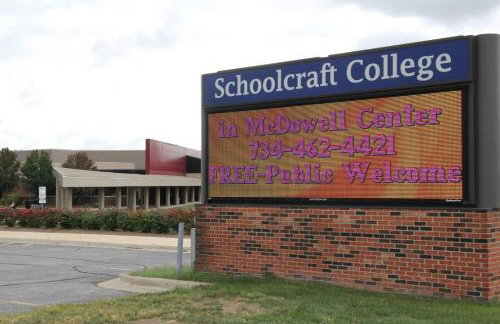 Schoolcraft College
in McDowell Center
734-462-4421
FREE-Public Welcome